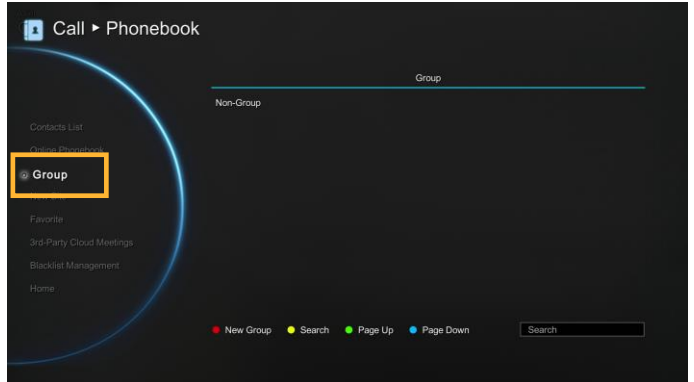 Call ▸ Phonebook
Group
Non-Group
Contacts List
Online Phonebook
Group
Favorite
3rd-Party Cloud Meetings
Blacklist Management
Home
New Group
Search
Page Up
Page Down
Search